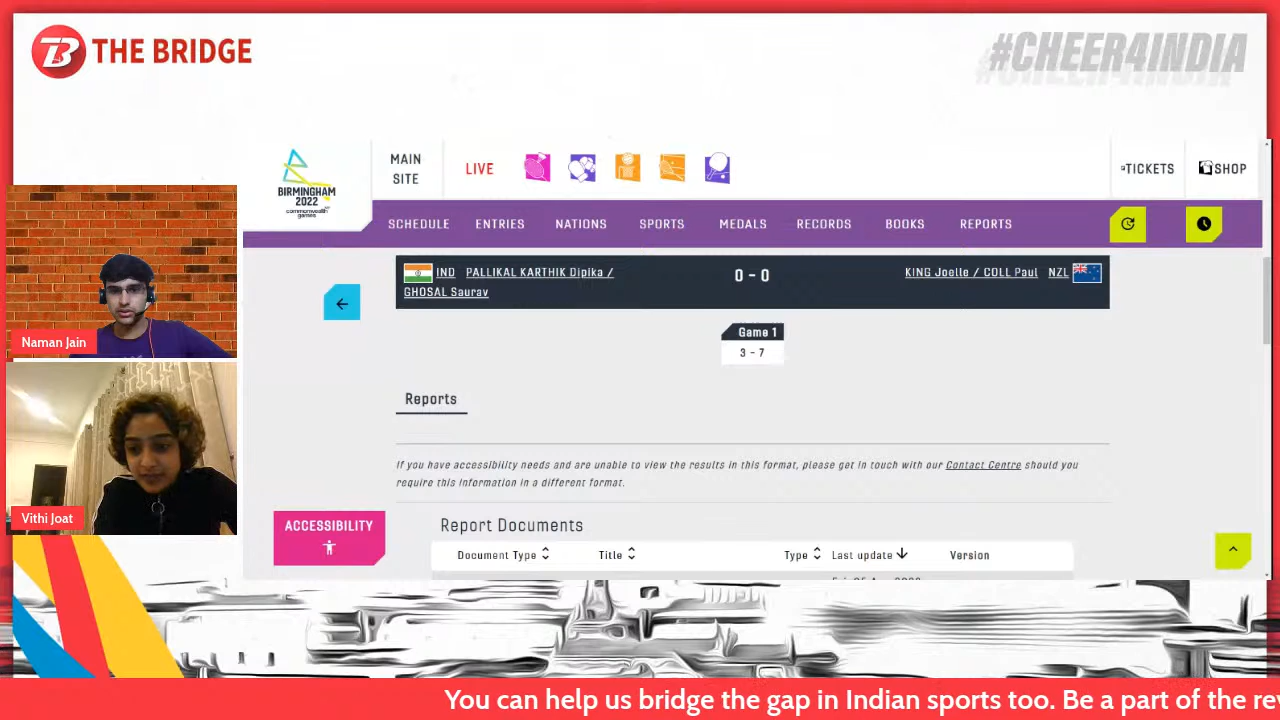 THE BRIDGE
#CHEER4INDIA
BIRMINGHAM
2022
commonwealth
games
MAIN
SITE
LIVE
TICKETS
SHOP
SCHEDULE ENTRIES NATIONS SPORTS MEDALS RECORDS BOOKS REPORTS
IND PALLIKAL KARTHIK Dipika /
GHOSAL Saurav
0 - 0
KING Joelle / COLL Paul NZL
Game 1
3 - 7
Naman Jain
Reports
If you have accessibility needs and are unable to view the results in this format, please get in touch with our Contact Centre should you
require this information in a different format.
Vithi Joat
ACCESSIBILITY
Report Documents
Document Type Title Type Last update Version
You can help us bridge the gap in Indian sports too. Be a part of the re